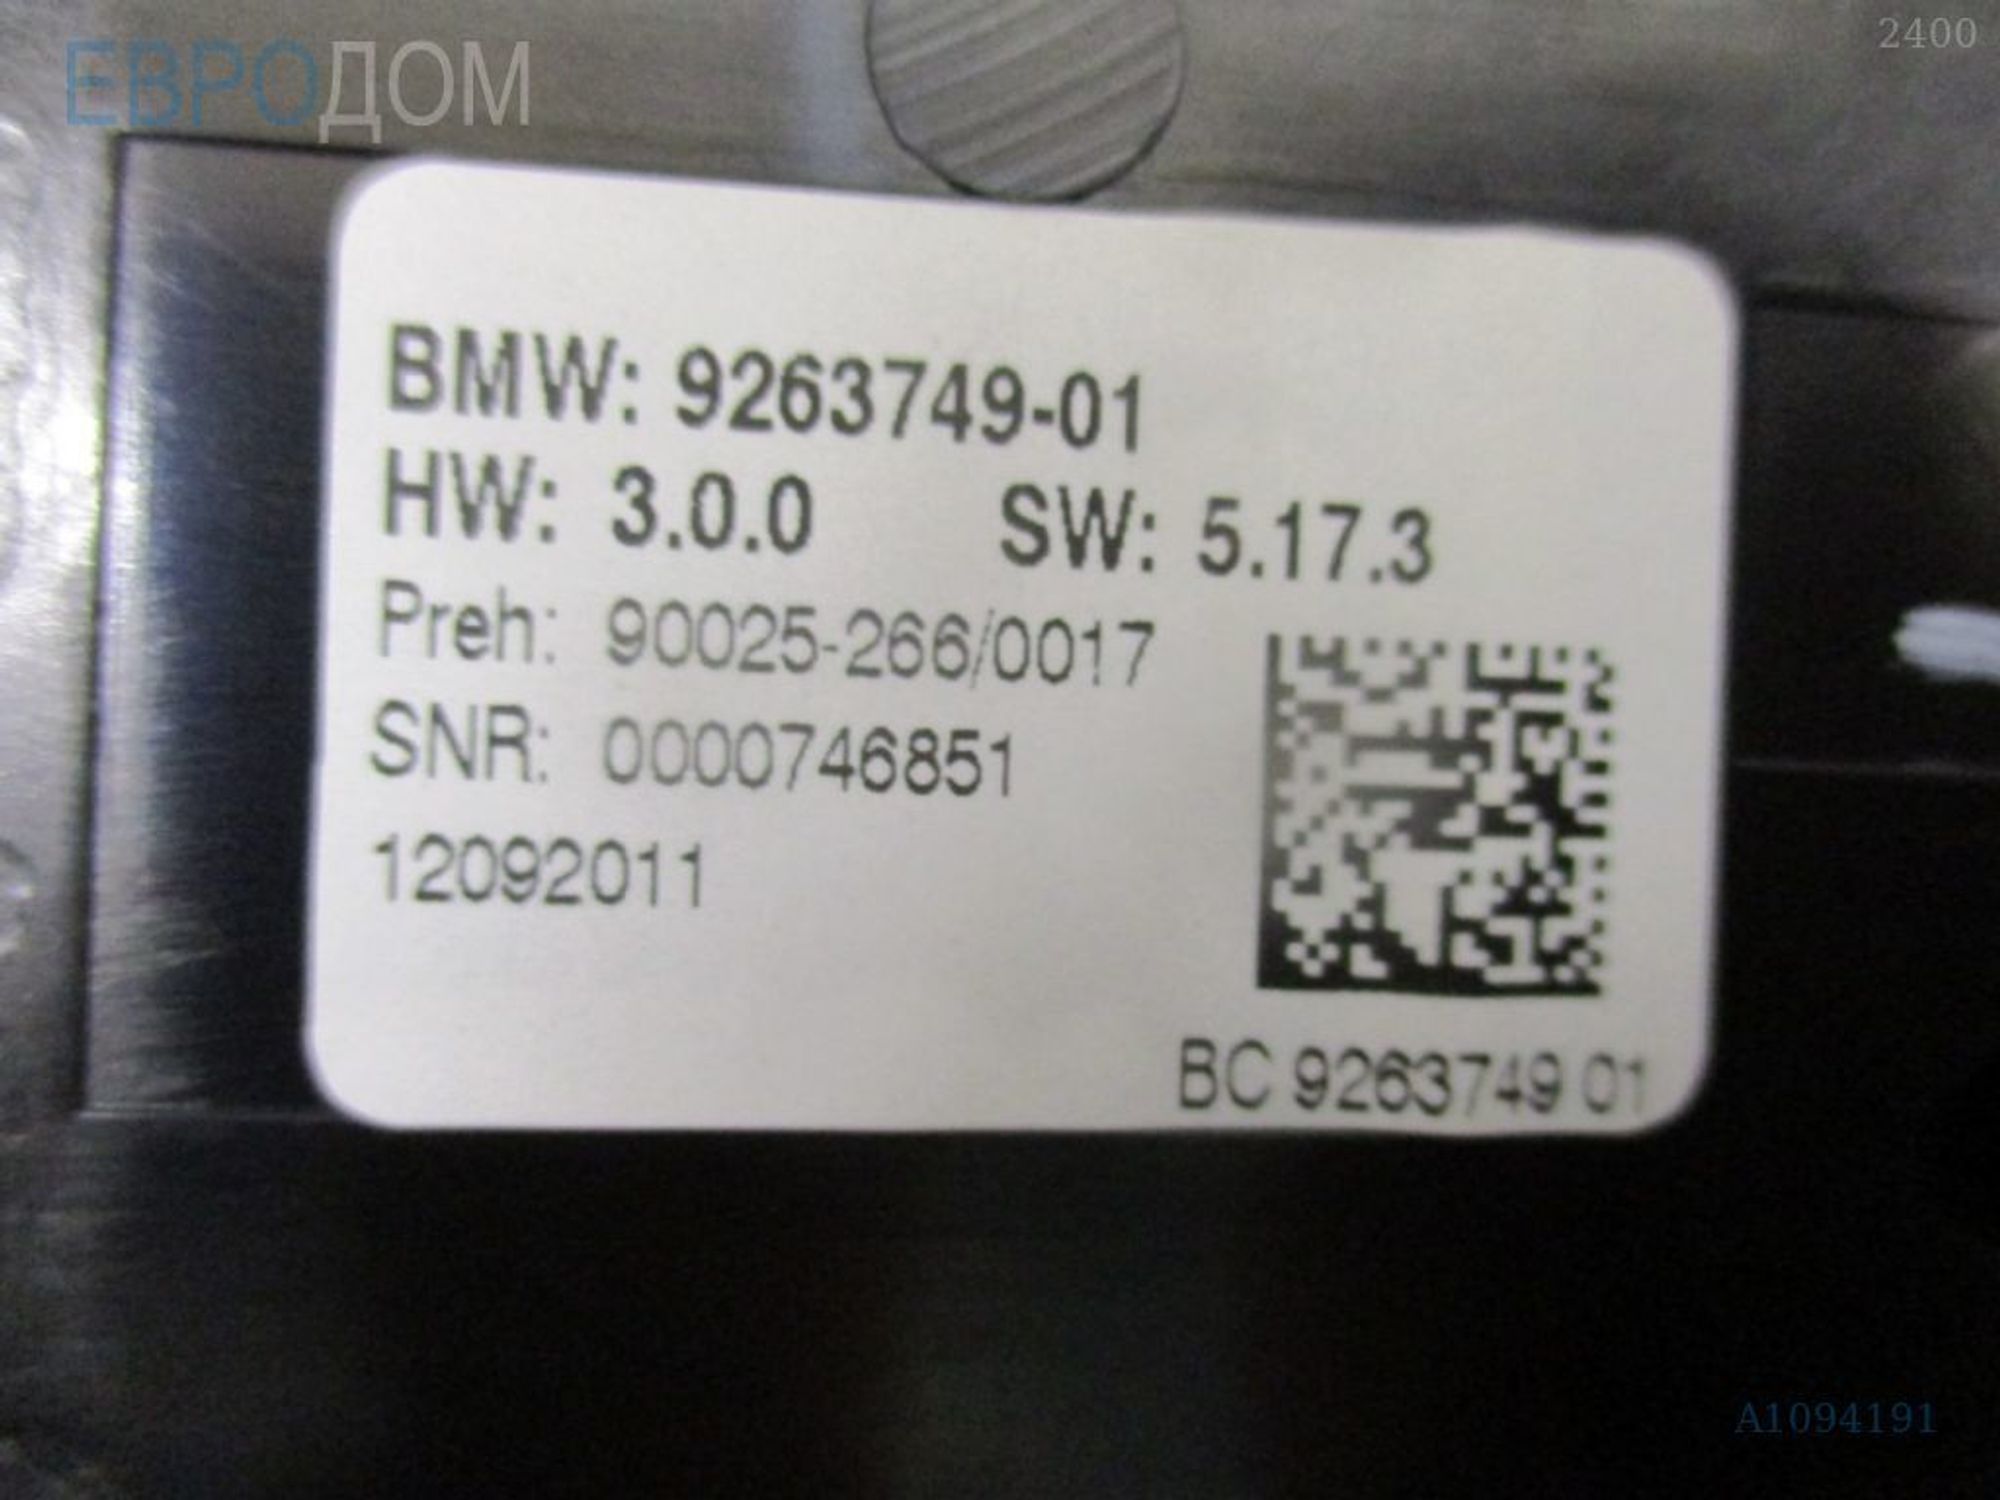 ЕВРОДОМ
2400
BMW: 9263749-01
HW: 3.0.0 SW: 5.17.3
Preh: 90025-266/0017
SNR: 0000746851
12092011
BC 9263749 01
A1094191